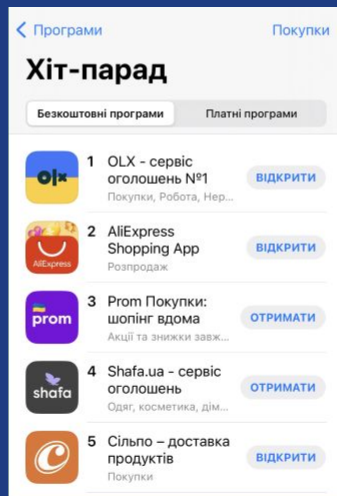 Програми
Покупки
Хіт-парад
Безкоштовні програми
Платні програми
1 OLX - сервіс
оголошень №1
Покупки, Робота, Нер...
ВІДКРИТИ
2 AliExpress
Shopping App
Розпродаж
ВІДКРИТИ
AliExpress
3 Prom Покупки:
шопінг вдома
Акції та знижки завж...
ОТРИМАТИ
prom
4 Shafa.ua - сервіс
оголошень
Одяг, косметика, дім...
ОТРИМАТИ
shafa
5 Сільпо – доставка
продуктів
Покупки
ВІДКРИТИ
olx